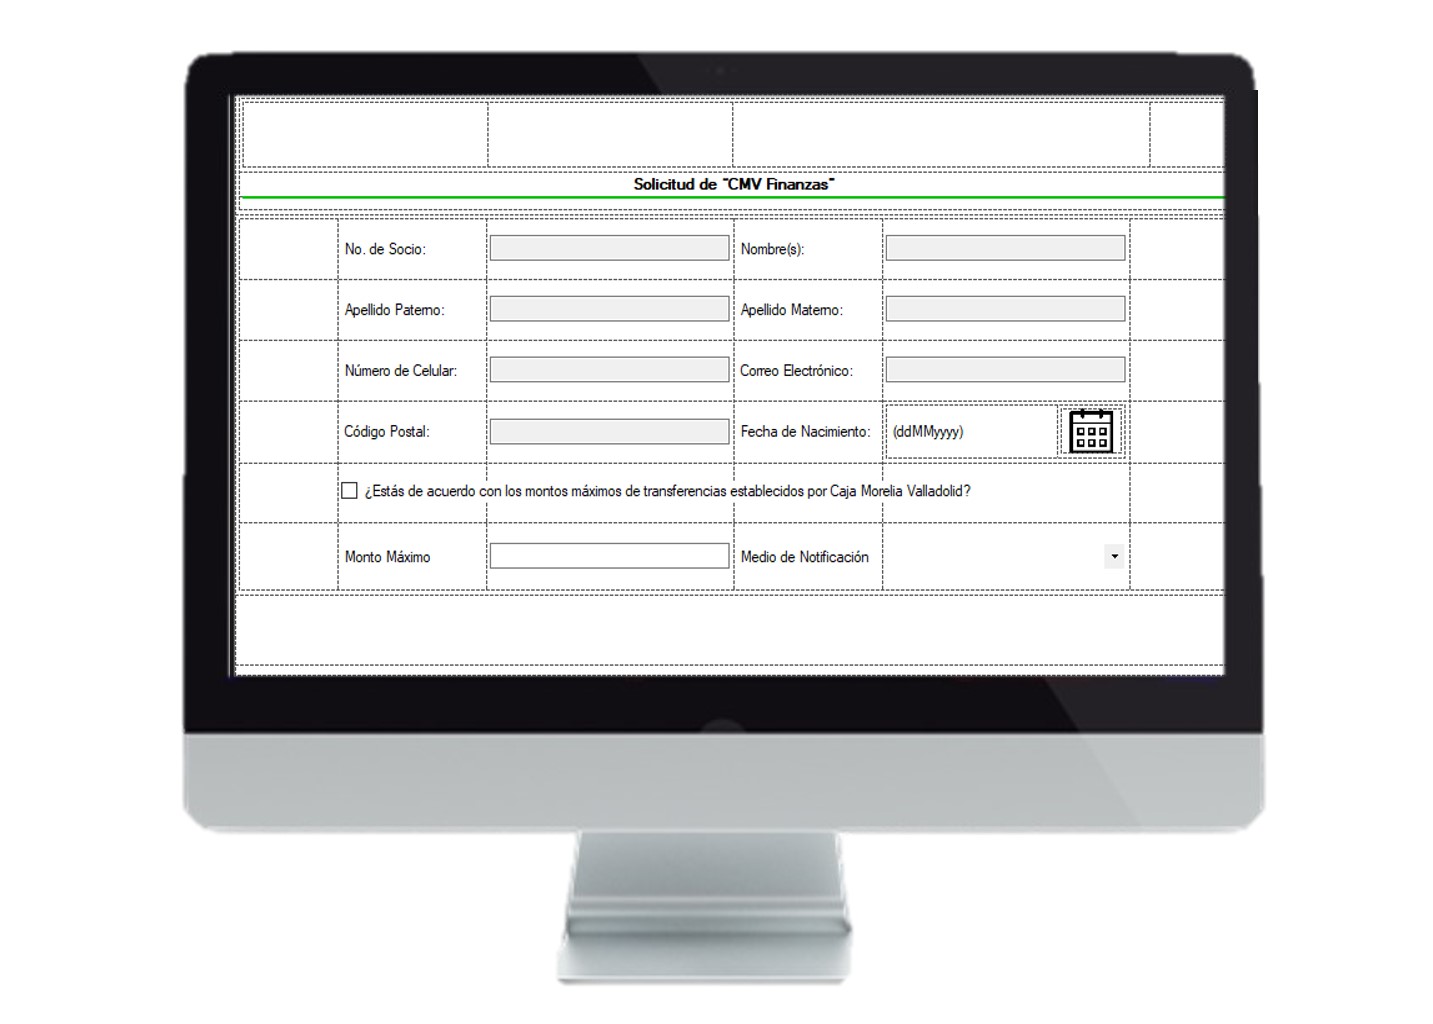 Solicitud de "CMV Finanzas"
No. de Socio: Nombre(s):
Apellido Paterno: Apellido Materno:
Número de Celular: Correo Electrónico:
Código Postal: Fecha de Nacimiento: (ddMMyyyy)
¿Estás de acuerdo con los montos máximos de transferencias establecidos por Caja Morelia Valladolid?
Monto Máximo Medio de Notificación